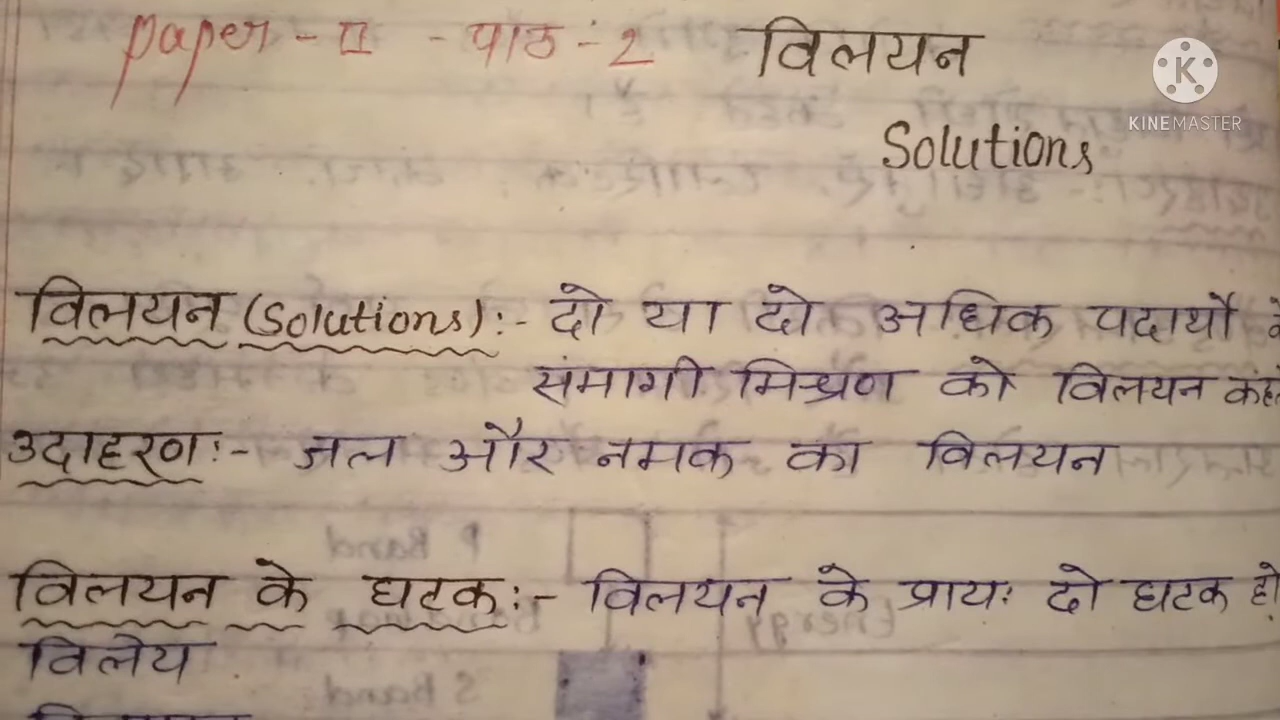 Paper - II - पाठ - 2 विलयन
KINEMASTER
Solutions
विलयन (Solutions) :- दो या दो अधिक पदार्थों
संमागी मिश्रण को विलयन कहते
उदाहरण :- जल और नमक का विलयन
विलयन के घटक :- विलयन के प्रायः दो घटक हो
विलेय